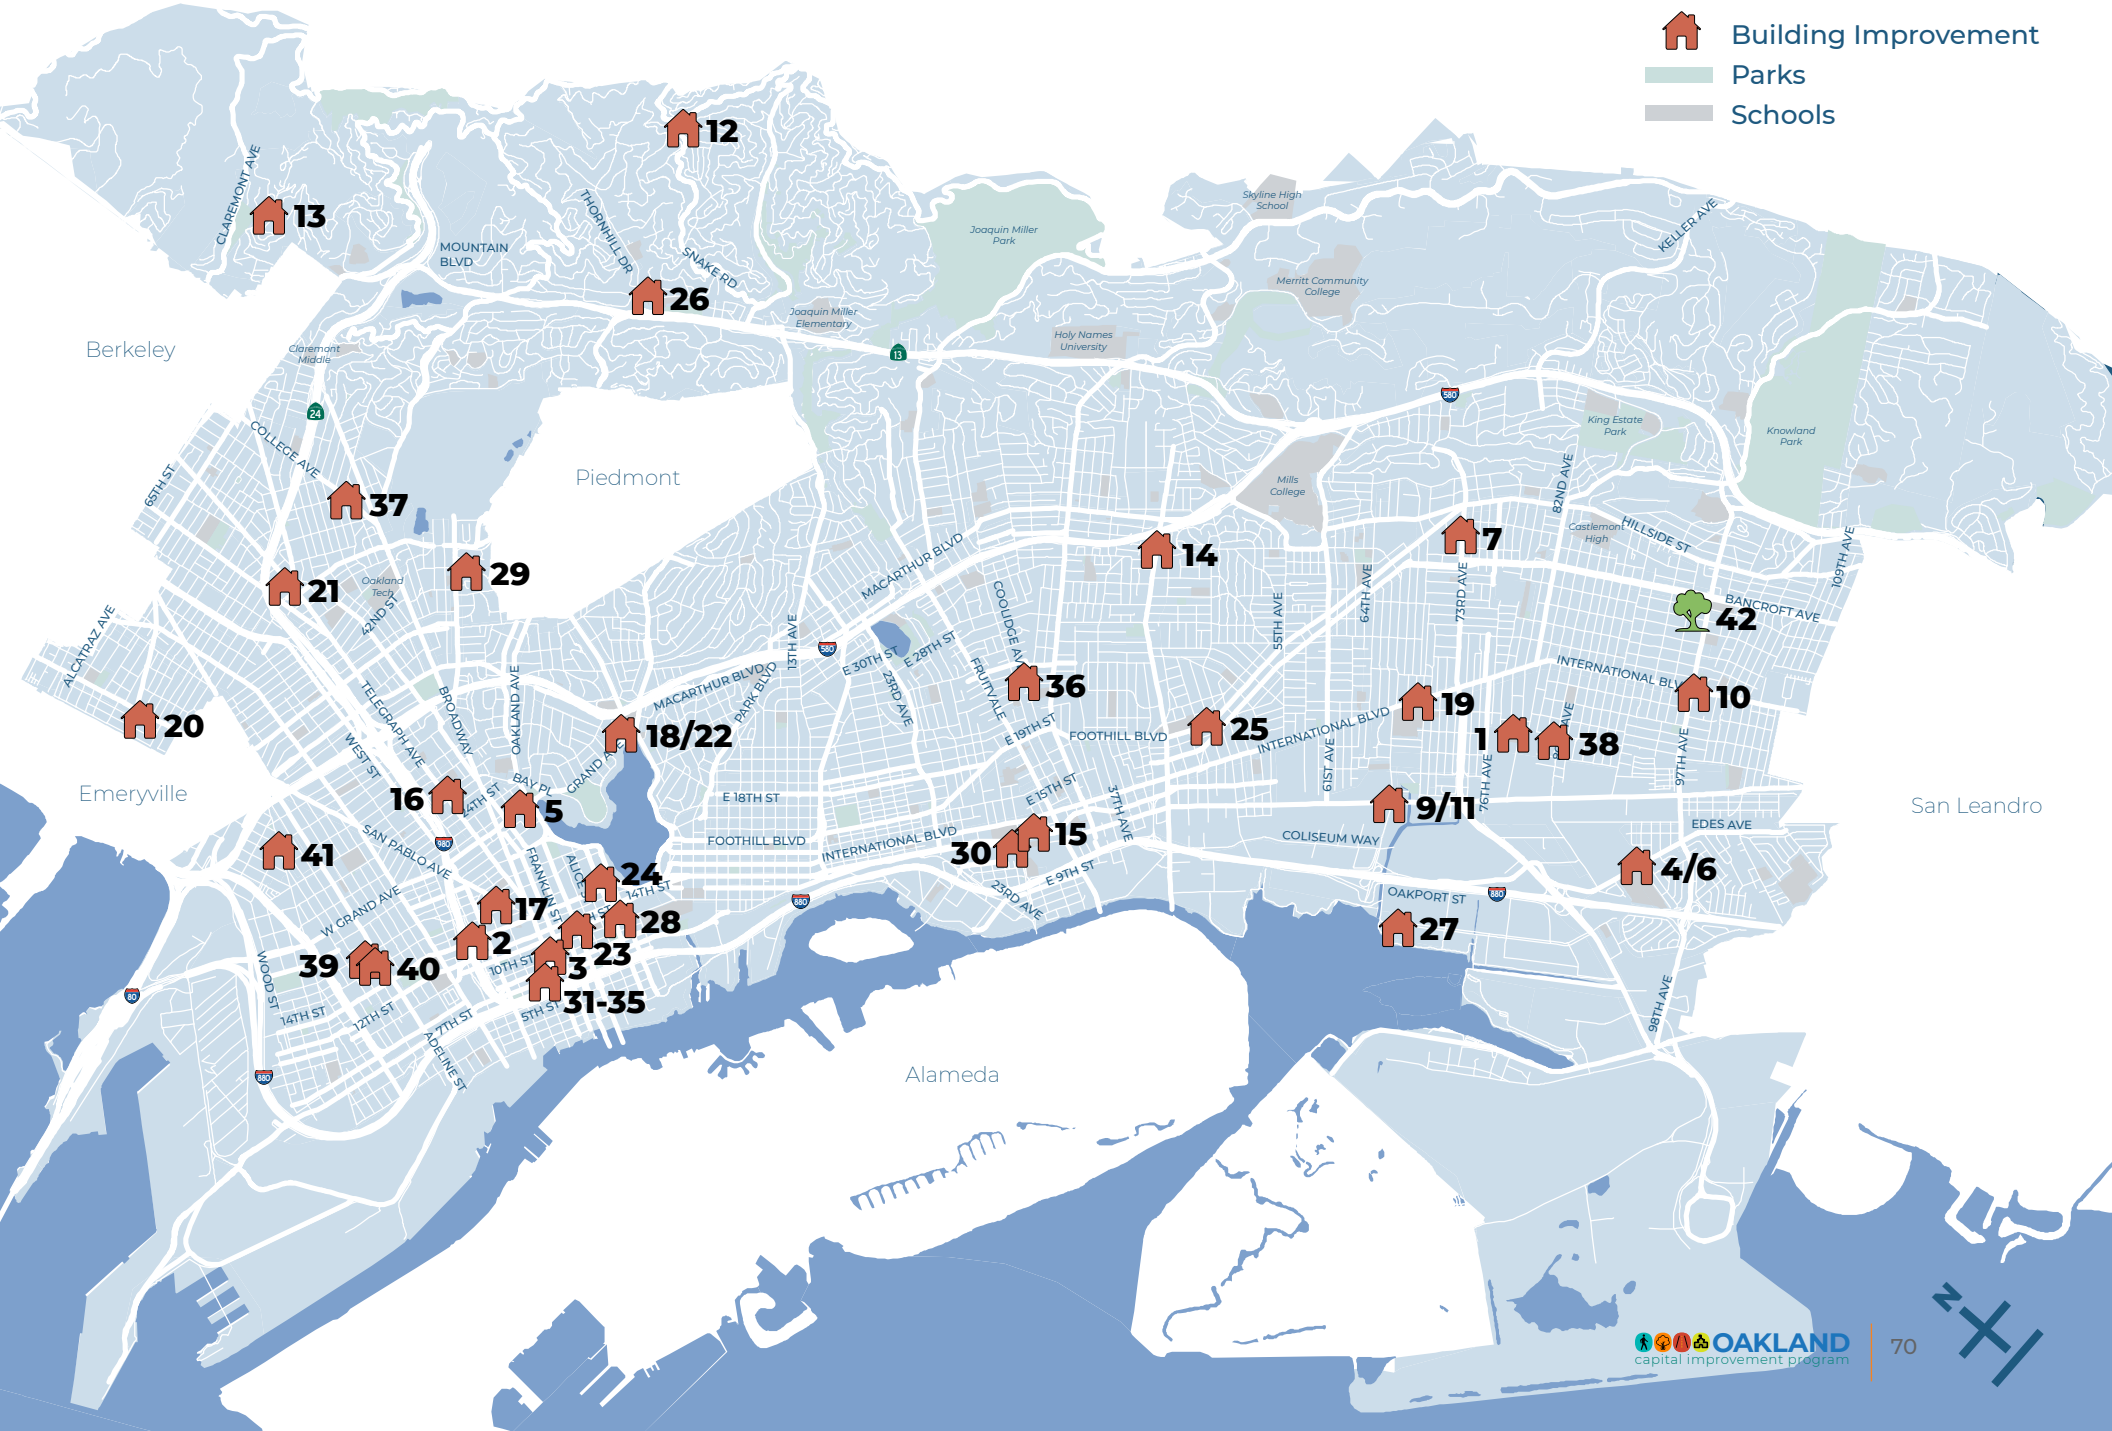 Building Improvement
Parks
Schools
12
CLAREMONT AVE
13
THORNHILL DR
Skyline High
School
KELLER AVE
Joaquin Miller
Park
MOUNTAIN
BLVD
SNAKE RD
26
Merritt Community
College
Joaquin Miller
Elementary
Holy Names
University
13
Berkeley
Claremont
Middle
24
580
COLLEGE AVE
King Estate
Park
Knowland
Park
Piedmont
65TH ST
Mills
College
82ND AVE
37
Castlemont
High
HILLSIDE ST
7
MACARTHUR BLVD
14
109TH AVE
29
21
Oakland
Tech
42ND ST
COOLIDGE AVE
55TH AVE
64TH AVE
73RD AVE
BANCROFT AVE
42
ALCATRAZ AVE
13TH AVE
580
E 30TH ST
E 28TH ST
FRUITVALE
23RD AVE
36
INTERNATIONAL BLV
10
TELEGRAPH AVE
BROADWAY
OAKLAND AVE
MACARTHUR BLVD
PARK BLVD
20
18/22
GRAND AVE
E 19TH ST
FOOTHILL BLVD
25
INTERNATIONAL BLVD
19
1
38
WEST ST
61ST AVE
76TH AVE
97TH AVE
Emeryville
San Leandro
16
BAY PL
5
E 18TH ST
E 15TH ST
37TH AVE
9/11
SAN PABLO AVE
980
41
FOOTHILL BLVD
INTERNATIONAL BLVD
30
15
COLISEUM WAY
EDES AVE
FRANKLIN ST
24
14TH ST
E 9TH ST
23RD AVE
4/6
W GRAND AVE
17
28
880
OAKPORT ST
880
27
2
23
39
40
10TH ST
3
31-35
WOOD ST
80
14TH ST
12TH ST
7TH ST
5TH ST
ADELINE ST
98TH AVE
880
Alameda
N
OAKLAND
capital improvement program
70